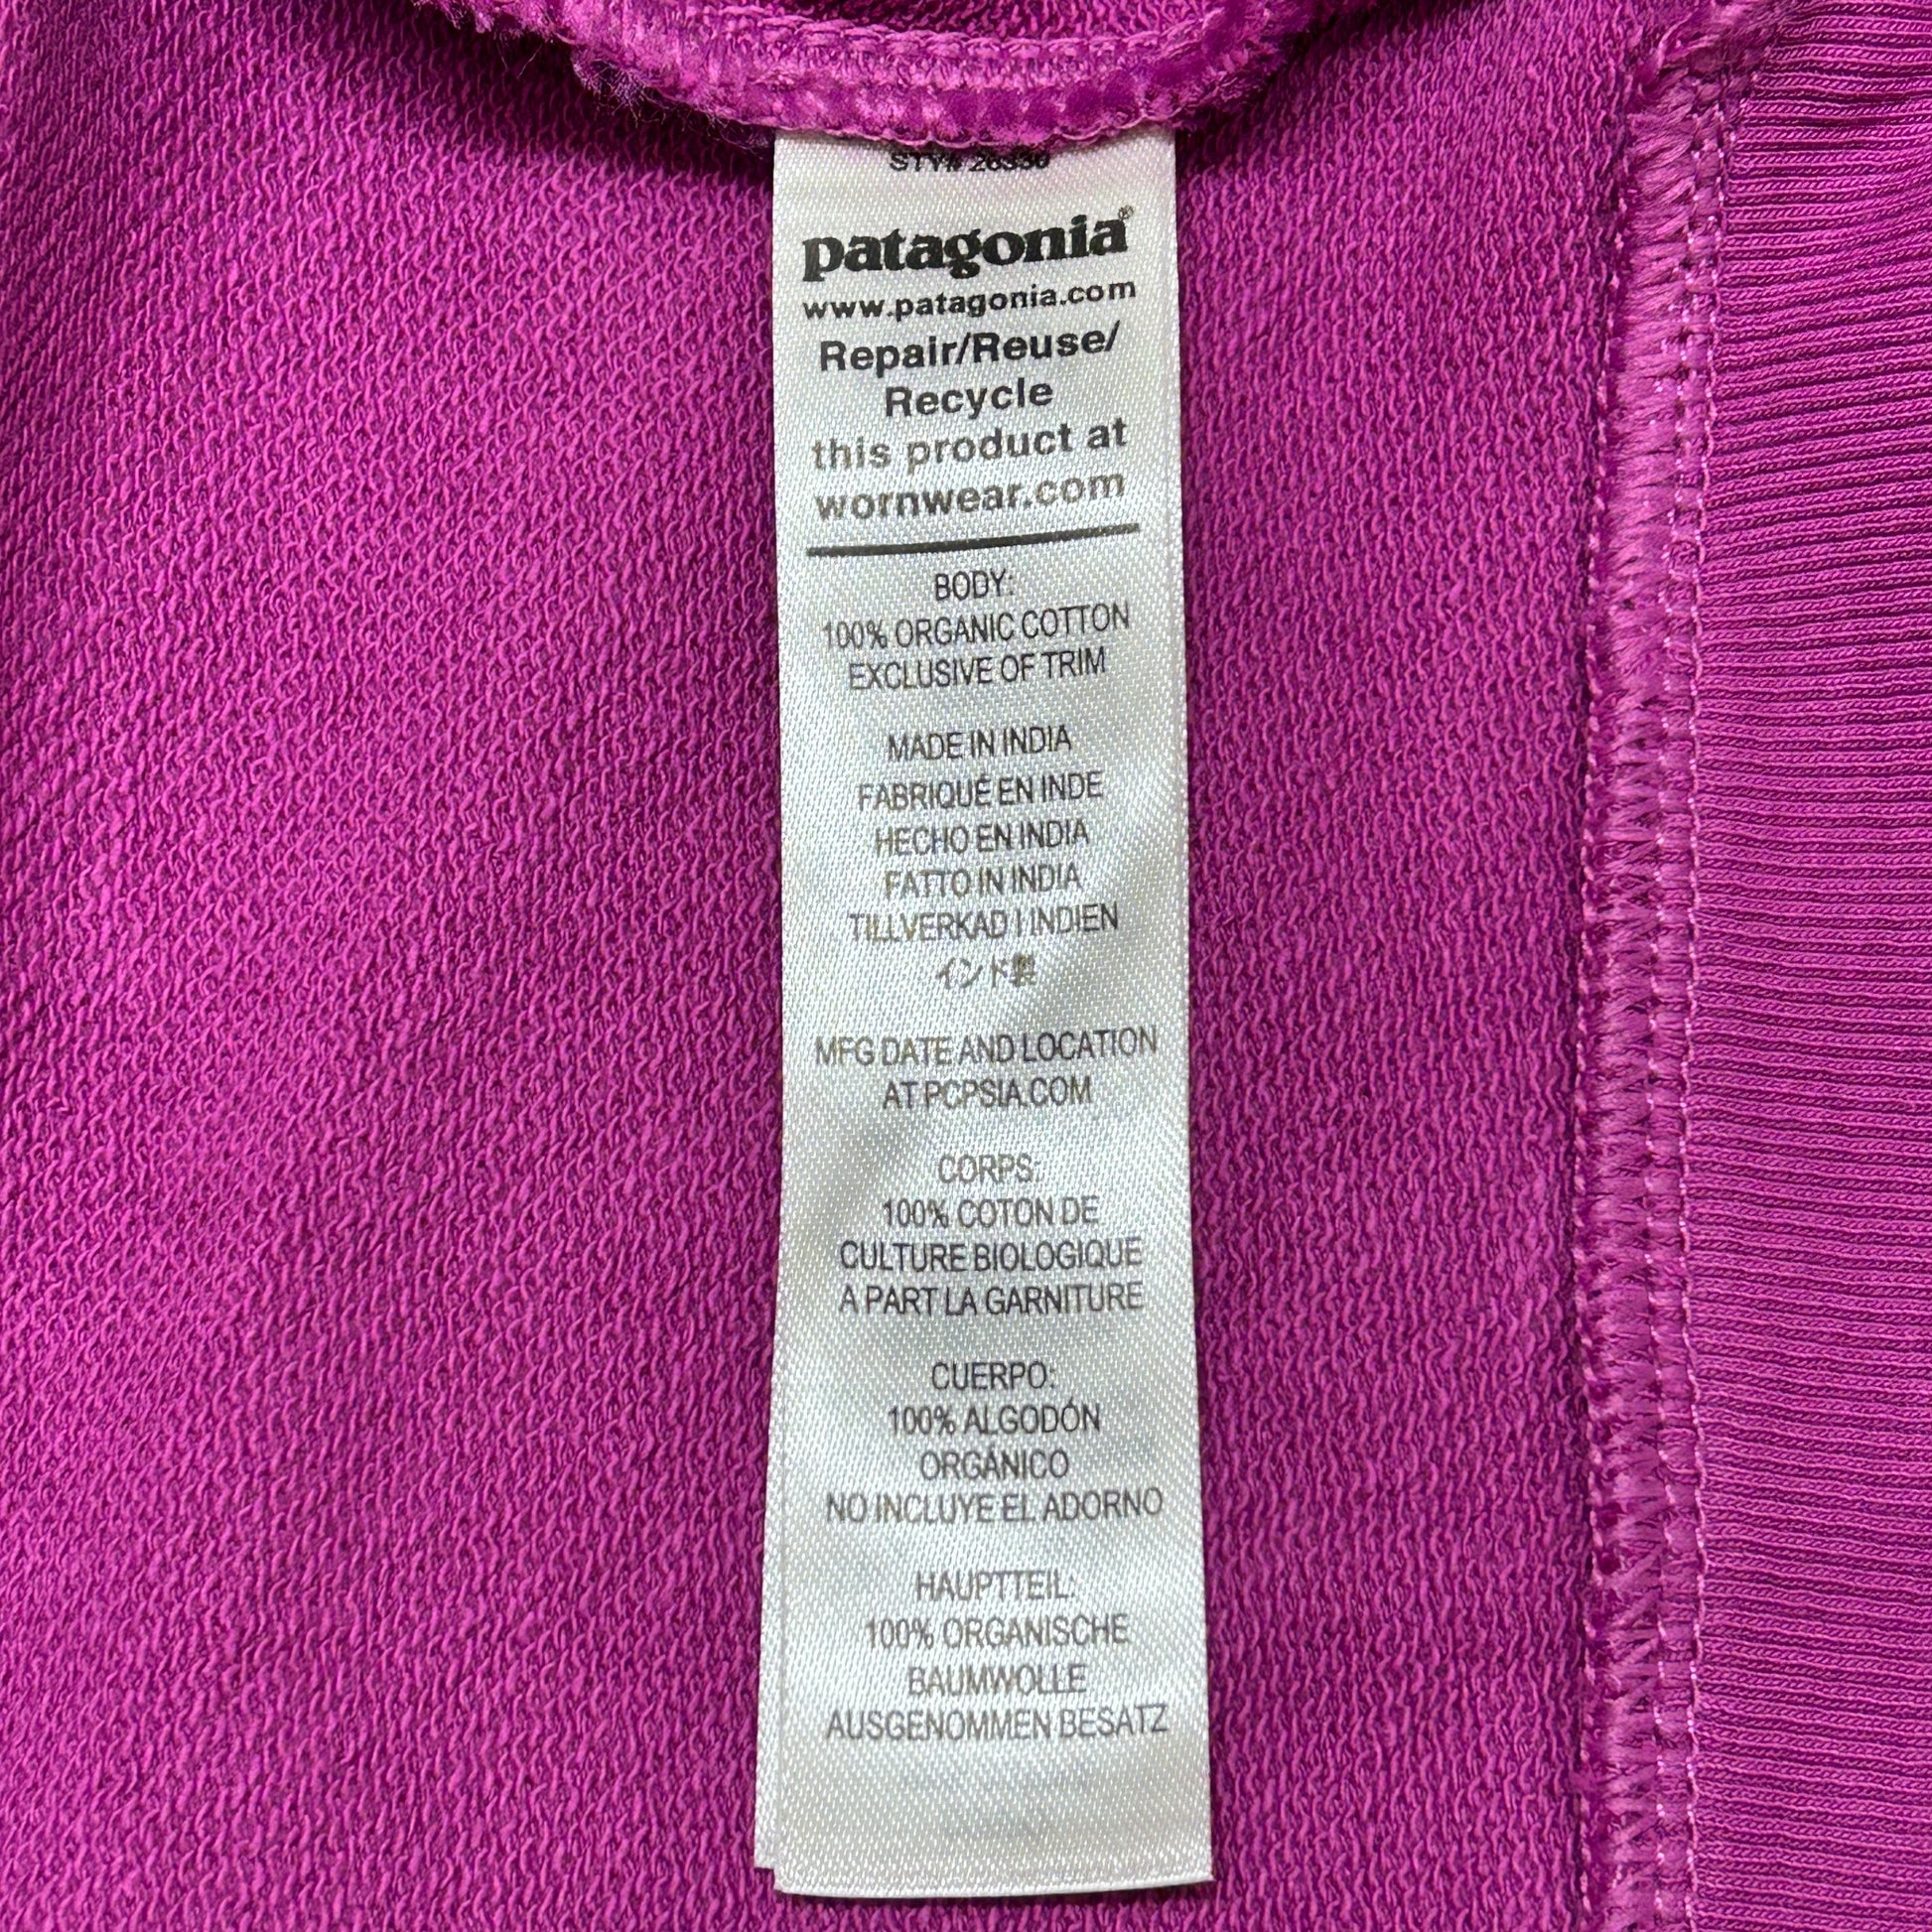 patagonia®
www.patagonia.com
Repair/Reuse/
Recycle
this product at
wornwear.com
BODY:
100% ORGANIC COTTON
EXCLUSIVE OF TRIM
MADE IN INDIA
FABRIQUÉ EN INDE
HECHO EN INDIA
FATTO IN INDIA
TILLVERKAD I INDIEN
インド製
MFG DATE AND LOCATION
AT PCPSIA.COM
CORPS:
100% COTON DE
CULTURE BIOLOGIQUE
A PART LA GARNITURE
CUERPO:
100% ALGODÓN
ORGÁNICO
NO INCLUYE EL ADORNO
HAUPTTEIL:
100% ORGANISCHE
BAUMWOLLE
AUSGENOMMEN BESATZ